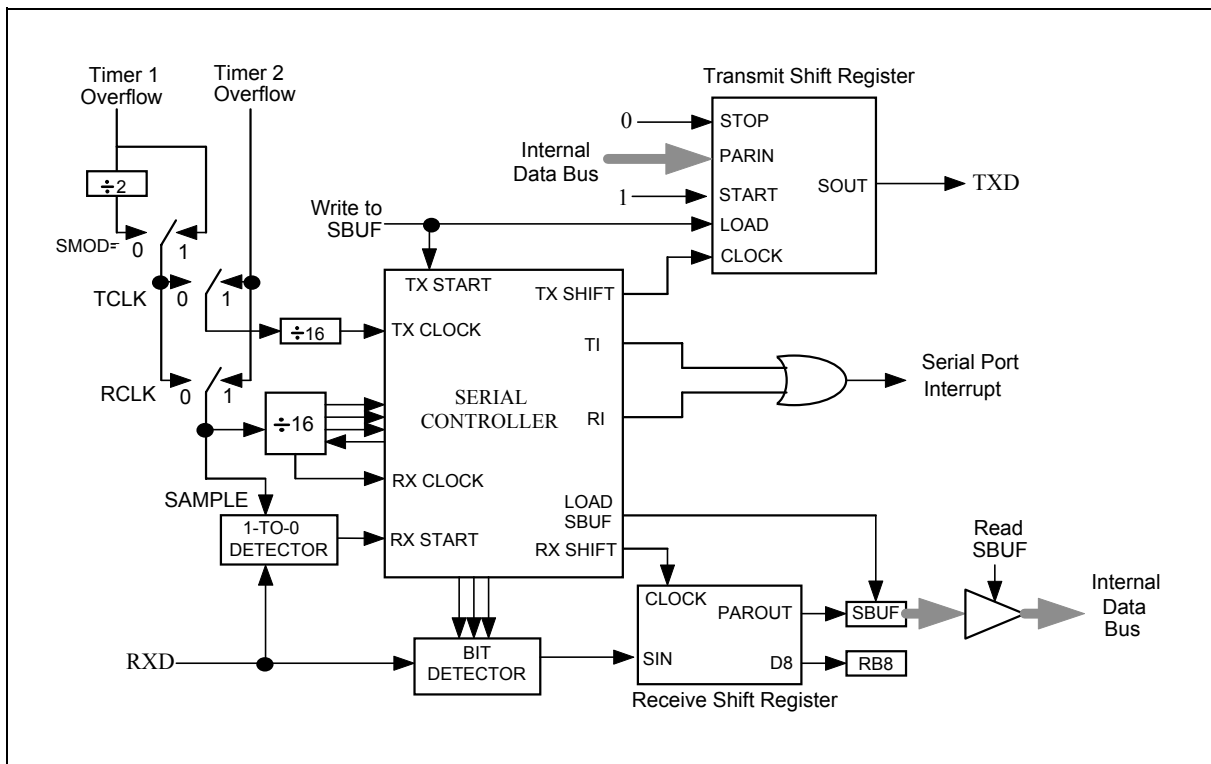 Timer 1
Overflow
Timer 2
Overflow
Transmit Shift Register
÷2
SMOD=
0
1
TCLK
0
1
RCLK
0
1
÷16
÷16
SAMPLE
1-TO-0
DETECTOR
RXD
Write to
SBUF
Internal
Data Bus
0
1
STOP
PARIN
START
LOAD
CLOCK
SOUT
TXD
TX START
TX SHIFT
TX CLOCK
TI
SERIAL
CONTROLLER
RI
RX CLOCK
LOAD
SBUF
RX START
RX SHIFT
Serial Port
Interrupt
BIT
DETECTOR
CLOCK
PAROUT
SIN
D8
Receive Shift Register
SBUF
RB8
Read
SBUF
Internal
Data
Bus